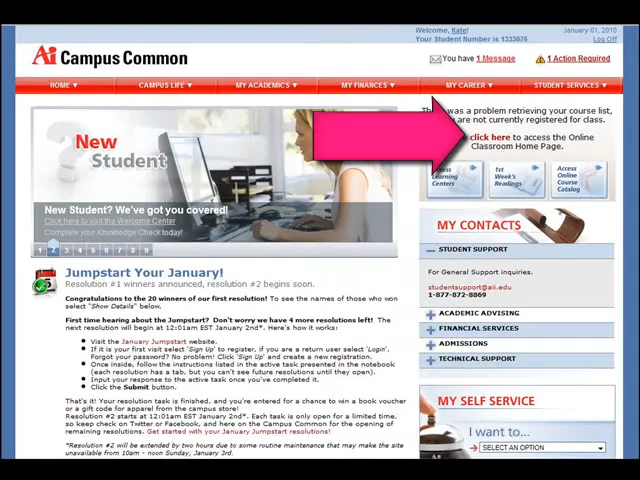 Welcome, Kate!
Your Student Number is 1333076
January 01, 2010
Log Off
Ai Campus Common
You have 1 Message
1 Action Required
HOME ▼ CAMPUS LIFE ▼ MY ACADEMICS ▼ MY FINANCES ▼ MY CAREER ▼ STUDENT SERVICES ▼
was a problem retrieving your course list,
are not currently registered for class.
click here to access the Online
Classroom Home Page.
Access Learning Centers
1st Week's Readings
Access Online Course Catalog
New
Student
New Student? We've got you covered!
Click here to visit the Welcome Center
Complete your Knowledge Check today!
1 2 3 4 5 6 7 8 9
MY CONTACTS
STUDENT SUPPORT
For General Support inquiries.
studentsupport@aii.edu
1-877-872-8869
ACADEMIC ADVISING
FINANCIAL SERVICES
ADMISSIONS
TECHNICAL SUPPORT
MY SELF SERVICE
I want to...
SELECT AN OPTION
Jumpstart Your January!
Resolution #1 winners announced, resolution #2 begins soon.
Congratulations to the 20 winners of our first resolution! To see the names of those who won
select "Show Details" below.
First time hearing about the Jumpstart? Don't worry we have 4 more resolutions left! The
next resolution will begin at 12:01am EST January 2nd*. Here's how it works:
Visit the January Jumpstart website.
If it is your first visit select 'Sign Up' to register, if you are a return user select 'Login'.
Forgot your password? No problem! Click 'Sign Up' and create a new registration.
Once inside, follow the instructions listed in the active task presented in the notebook
(each resolution has a tab, but you can't see future resolutions until they open).
Input your response to the active task once you've completed it.
Click the Submit button.
That's it! Your resolution task is finished, and you're entered for a chance to win a book voucher
or a gift code for apparel from the campus store!
Resolution #2 starts at 12:01am EST January 2nd*. Each task is only open for a limited time,
so keep check on Twitter or Facebook, and here on the Campus Common for the opening of
remaining resolutions. Get started with your January Jumpstart resolutions!
*Resolution #2 will be extended by two hours due to some routine maintenance that may make the site
unavailable from 10am - noon Sunday, January 3rd.